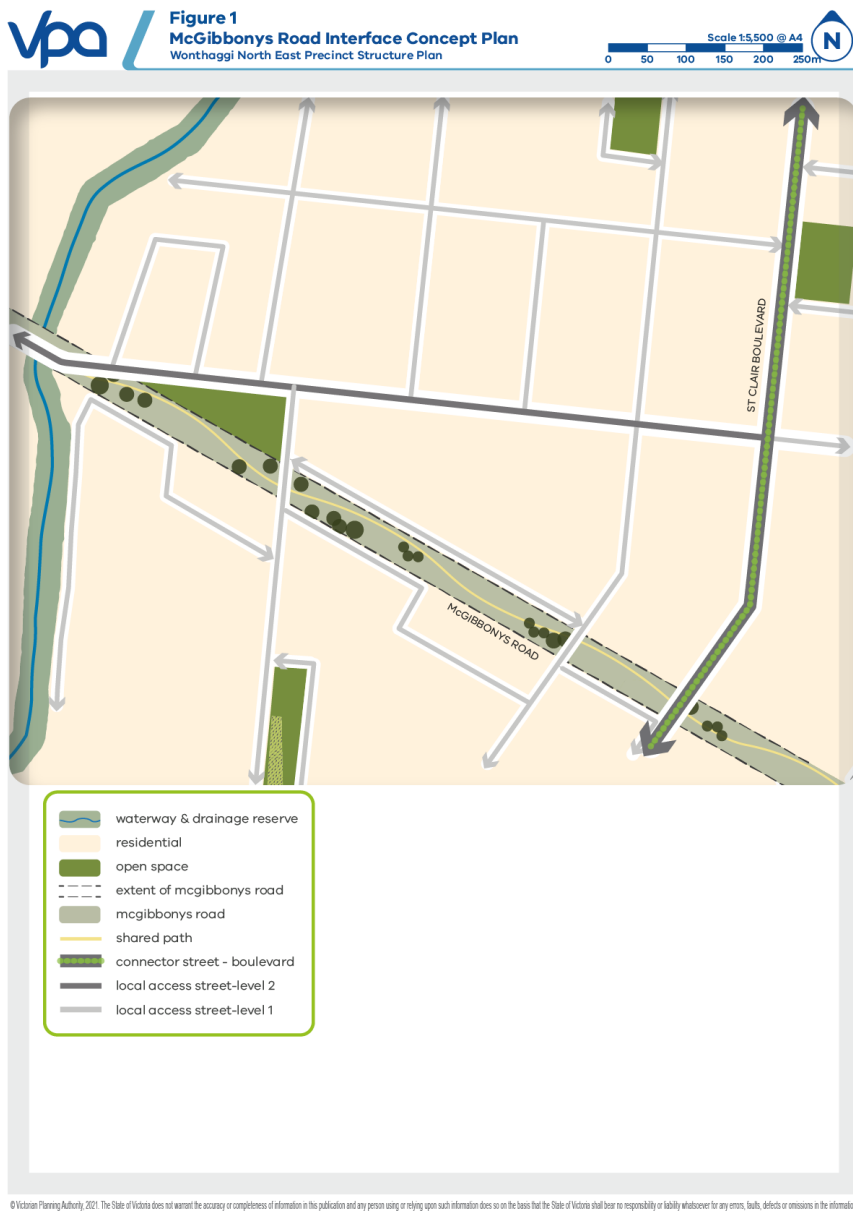 vpa
Figure 1
McGibbonys Road Interface Concept Plan
Wonthaggi North East Precinct Structure Plan
Scale 1:5,500 @ A4
0 50 100 150 200 250m
N
ST CLAIR BOULEVARD
McGIBBONYS ROAD
waterway & drainage reserve
residential
open space
extent of mcgibbonys road
mcgibbonys road
shared path
connector street - boulevard
local access street-level 2
local access street-level 1
© Victorian Planning Authority, 2021. The State of Victoria does not warrant the accuracy or completeness of information in this publication and any person using or relying upon such information does so on the basis that the State of Victoria shall bear no responsibility or liability whatsoever for any errors, faults, defects or omissions in the informatio